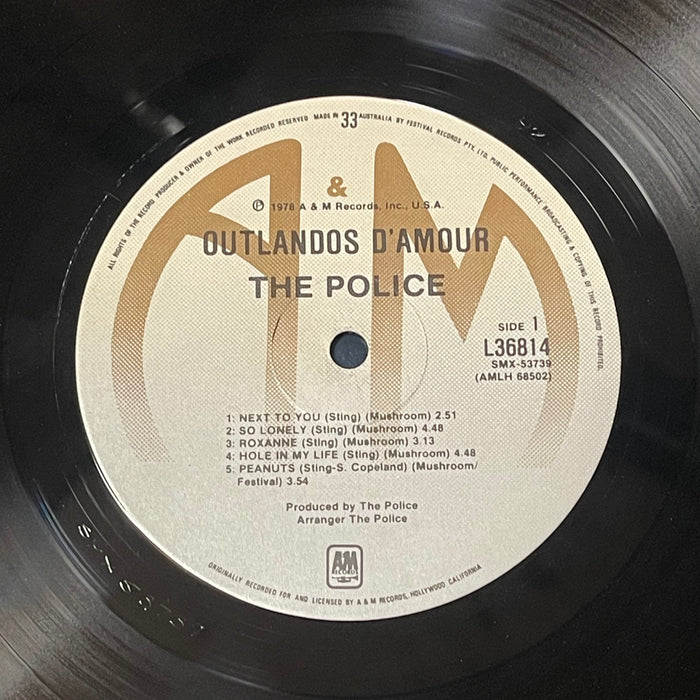 ALL RIGHTS OF THE RECORD PRODUCER & OWNER OF THE WORK RECORDED RESERVED MADE IN 33 AUSTRALIA BY FESTIVAL RECORDS PTY. LTD. PUBLIC PERFORMANCE BROADCASTING & COPYING OF THIS RECORD PROHIBITED.
A & M
℗ 1978 A & M Records, Inc., U.S.A.
OUTLANDOS D'AMOUR
THE POLICE
SIDE 1
L36814
SMX-53739
(AMLH 68502)
1: NEXT TO YOU (Sting) (Mushroom) 2.51
2: SO LONELY (Sting) (Mushroom) 4.48
3: ROXANNE (Sting) (Mushroom) 3.13
4: HOLE IN MY LIFE (Sting) (Mushroom) 4.48
5: PEANUTS (Sting-S. Copeland) (Mushroom/
Festival) 3.54
Produced by The Police
Arranger The Police
A&M
RECORDS
ORIGINALLY RECORDED FOR AND LICENSED BY A & M RECORDS, HOLLYWOOD CALIFORNIA